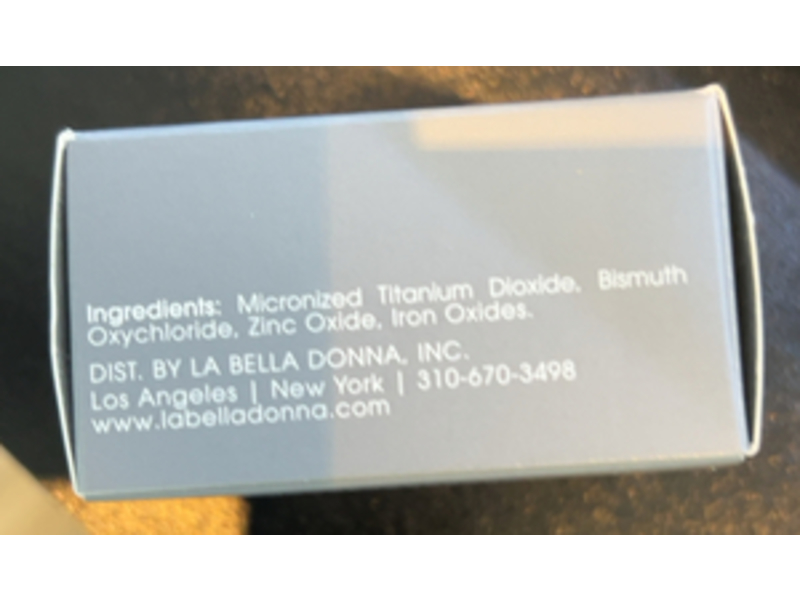 Ingredients: Micronized Titanium Dioxide, Bismuth
Oxychloride, Zinc Oxide, Iron Oxides.
DIST. BY LA BELLA DONNA, INC.
Los Angeles | New York | 310-670-3498
www.labelladonna.com